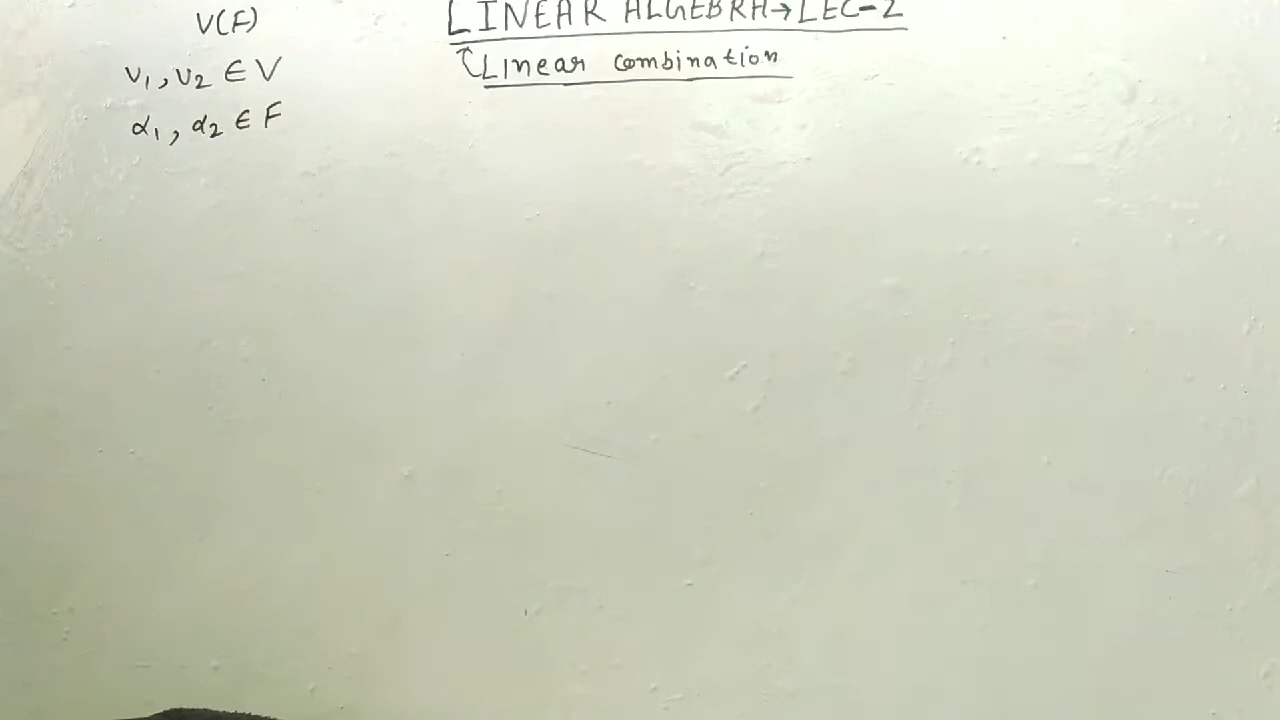 LINEAR ALGEBRA→LEC-2
Linear combination
V(F)
v₁, v₂ ∈ V
α₁, α₂ ∈ F